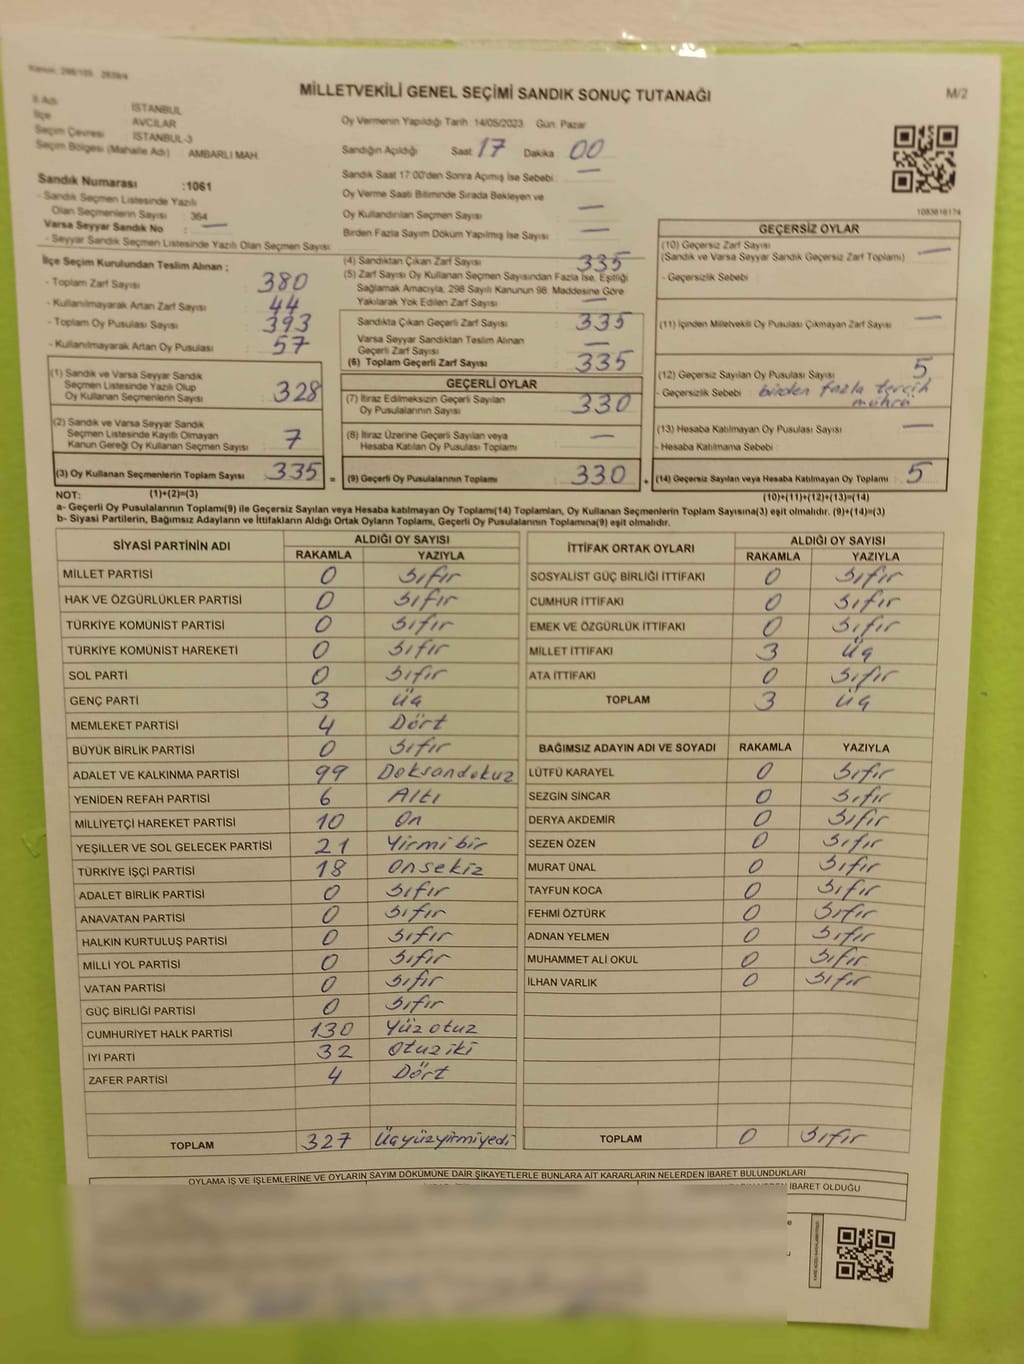 Kanun: 298/105
MİLLETVEKİLİ GENEL SEÇİMİ SANDIK SONUÇ TUTANAĞI
M/2
İl Adı İSTANBUL
İlçe AVCILAR
Seçim Çevresi İSTANBUL-3
Seçim Bölgesi (Mahalle Adı) AMBARLI MAH.
Sandık Numarası :1061
- Sandık Seçmen Listesinde Yazılı
Olan Seçmenlerin Sayısı : 364
Varsa Seyyar Sandık No —
- Seyyar Sandık Seçmen Listesinde Yazılı Olan Seçmen Sayısı:
Oy Vermenin Yapıldığı Tarih :14/05/2023 Gün: Pazar
Sandığın Açıldığı Saat 17 Dakika 00
Sandık Saat 17:00'den Sonra Açımış İse Sebebi : —
Oy Verme Saati Bitiminde Sırada Bekleyen ve
Oy Kullandırılan Seçmen Sayısı —
Birden Fazla Sayım Döküm Yapılmış İse Sayısı —
1083816174
İlçe Seçim Kurulundan Teslim Alınan ;
- Toplam Zarf Sayısı 380
- Kullanılmayarak Artan Zarf Sayısı 44
- Toplam Oy Pusulası Sayısı 393
- Kullanılmayarak Artan Oy Pusulası 57
(1) Sandık ve Varsa Seyyar Sandık
Seçmen Listesinde Yazılı Olup
Oy Kullanan Seçmenlerin Sayısı 328
(2) Sandık ve Varsa Seyyar Sandık
Seçmen Listesinde Kayıtlı Olmayan
Kanun Gereği Oy Kullanan Seçmen Sayısı 7
(3) Oy Kullanan Seçmenlerin Toplam Sayısı 335 =
(4) Sandıktan Çıkan Zarf Sayısı 335
(5) Zarf Sayısı Oy Kullanan Seçmen Sayısından Fazla İse, Eşitliği
Sağlamak Amacıyla, 298 Sayılı Kanunun 98. Maddesine Göre
Yakılarak Yok Edilen Zarf Sayısı —
Sandıkta Çıkan Geçerli Zarf Sayısı 335
Varsa Seyyar Sandıktan Teslim Alınan
Geçerli Zarf Sayısı —
(6) Toplam Geçerli Zarf Sayısı 335
GEÇERLİ OYLAR
(7) İtiraz Edilmeksizin Geçerli Sayılan
Oy Pusulalarının Sayısı 330
(8) İtiraz Üzerine Geçerli Sayılan veya
Hesaba Katılan Oy Pusulası Toplamı —
(9) Geçerli Oy Pusulalarının Toplamı 330 +
GEÇERSİZ OYLAR
(10) Geçersiz Zarf Sayısı
(Sandık ve Varsa Seyyar Sandık Geçersiz Zarf Toplamı) —
- Geçersizlik Sebebi :
(11) İçinden Milletvekili Oy Pusulası Çıkmayan Zarf Sayısı —
(12) Geçersiz Sayılan Oy Pusulası Sayısı 5
- Geçersizlik Sebebi : birden fazla tercih
mührü
(13) Hesaba Katılmayan Oy Pusulası Sayısı —
- Hesaba Katılmama Sebebi :
(14) Geçersiz Sayılan veya Hesaba Katılmayan Oy Toplamı 5
NOT: (1)+(2)=(3) (10)+(11)+(12)+(13)=(14)
a- Geçerli Oy Pusulalarının Toplamı(9) ile Geçersiz Sayılan veya Hesaba katılmayan Oy Toplamı(14) Toplamları, Oy Kullanan Seçmenlerin Toplam Sayısına(3) eşit olmalıdır. (9)+(14)=(3)
b- Siyasi Partilerin, Bağımsız Adayların ve İttifakların Aldığı Ortak Oyların Toplamı, Geçerli Oy Pusulalarının Toplamına(9) eşit olmalıdır.
SİYASİ PARTİNİN ADI ALDIĞI OY SAYISI
RAKAMLA YAZIYLA
MİLLET PARTİSİ 0 Sıfır
HAK VE ÖZGÜRLÜKLER PARTİSİ 0 Sıfır
TÜRKİYE KOMÜNİST PARTİSİ 0 Sıfır
TÜRKİYE KOMÜNİST HAREKETİ 0 Sıfır
SOL PARTİ 0 Sıfır
GENÇ PARTİ 3 Üç
MEMLEKET PARTİSİ 4 Dört
BÜYÜK BİRLİK PARTİSİ 0 Sıfır
ADALET VE KALKINMA PARTİSİ 99 Doksandokuz
YENİDEN REFAH PARTİSİ 6 Altı
MİLLİYETÇİ HAREKET PARTİSİ 10 On
YEŞİLLER VE SOL GELECEK PARTİSİ 21 Yirmi bir
TÜRKİYE İŞÇİ PARTİSİ 18 Onsekiz
ADALET BİRLİK PARTİSİ 0 Sıfır
ANAVATAN PARTİSİ 0 Sıfır
HALKIN KURTULUŞ PARTİSİ 0 Sıfır
MİLLİ YOL PARTİSİ 0 Sıfır
VATAN PARTİSİ 0 Sıfır
GÜÇ BİRLİĞİ PARTİSİ 0 Sıfır
CUMHURİYET HALK PARTİSİ 130 Yüz otuz
İYİ PARTİ 32 Otuz iki
ZAFER PARTİSİ 4 Dört
TOPLAM 327 Üçyüzyirmiyedi
İTTİFAK ORTAK OYLARI ALDIĞI OY SAYISI
RAKAMLA YAZIYLA
SOSYALİST GÜÇ BİRLİĞİ İTTİFAKI 0 Sıfır
CUMHUR İTTİFAKI 0 Sıfır
EMEK VE ÖZGÜRLÜK İTTİFAKI 0 Sıfır
MİLLET İTTİFAKI 3 Üç
ATA İTTİFAKI 0 Sıfır
TOPLAM 3 Üç
BAĞIMSIZ ADAYIN ADI VE SOYADI RAKAMLA YAZIYLA
LÜTFÜ KARAYEL 0 Sıfır
SEZGİN SİNCAR 0 Sıfır
DERYA AKDEMİR 0 Sıfır
SEZEN ÖZEN 0 Sıfır
MURAT ÜNAL 0 Sıfır
TAYFUN KOCA 0 Sıfır
FEHMİ ÖZTÜRK 0 Sıfır
ADNAN YELMEN 0 Sıfır
MUHAMMET ALİ OKUL 0 Sıfır
İLHAN VARLIK 0 Sıfır
TOPLAM 0 Sıfır
OYLAMA İŞ VE İŞLEMLERİNE VE OYLARIN SAYIM DÖKÜMÜNE DAİR ŞİKAYETLERLE BUNLARA AİT KARARLARIN NELERDEN İBARET BULUNDUKLARI
İBARET OLDUĞU